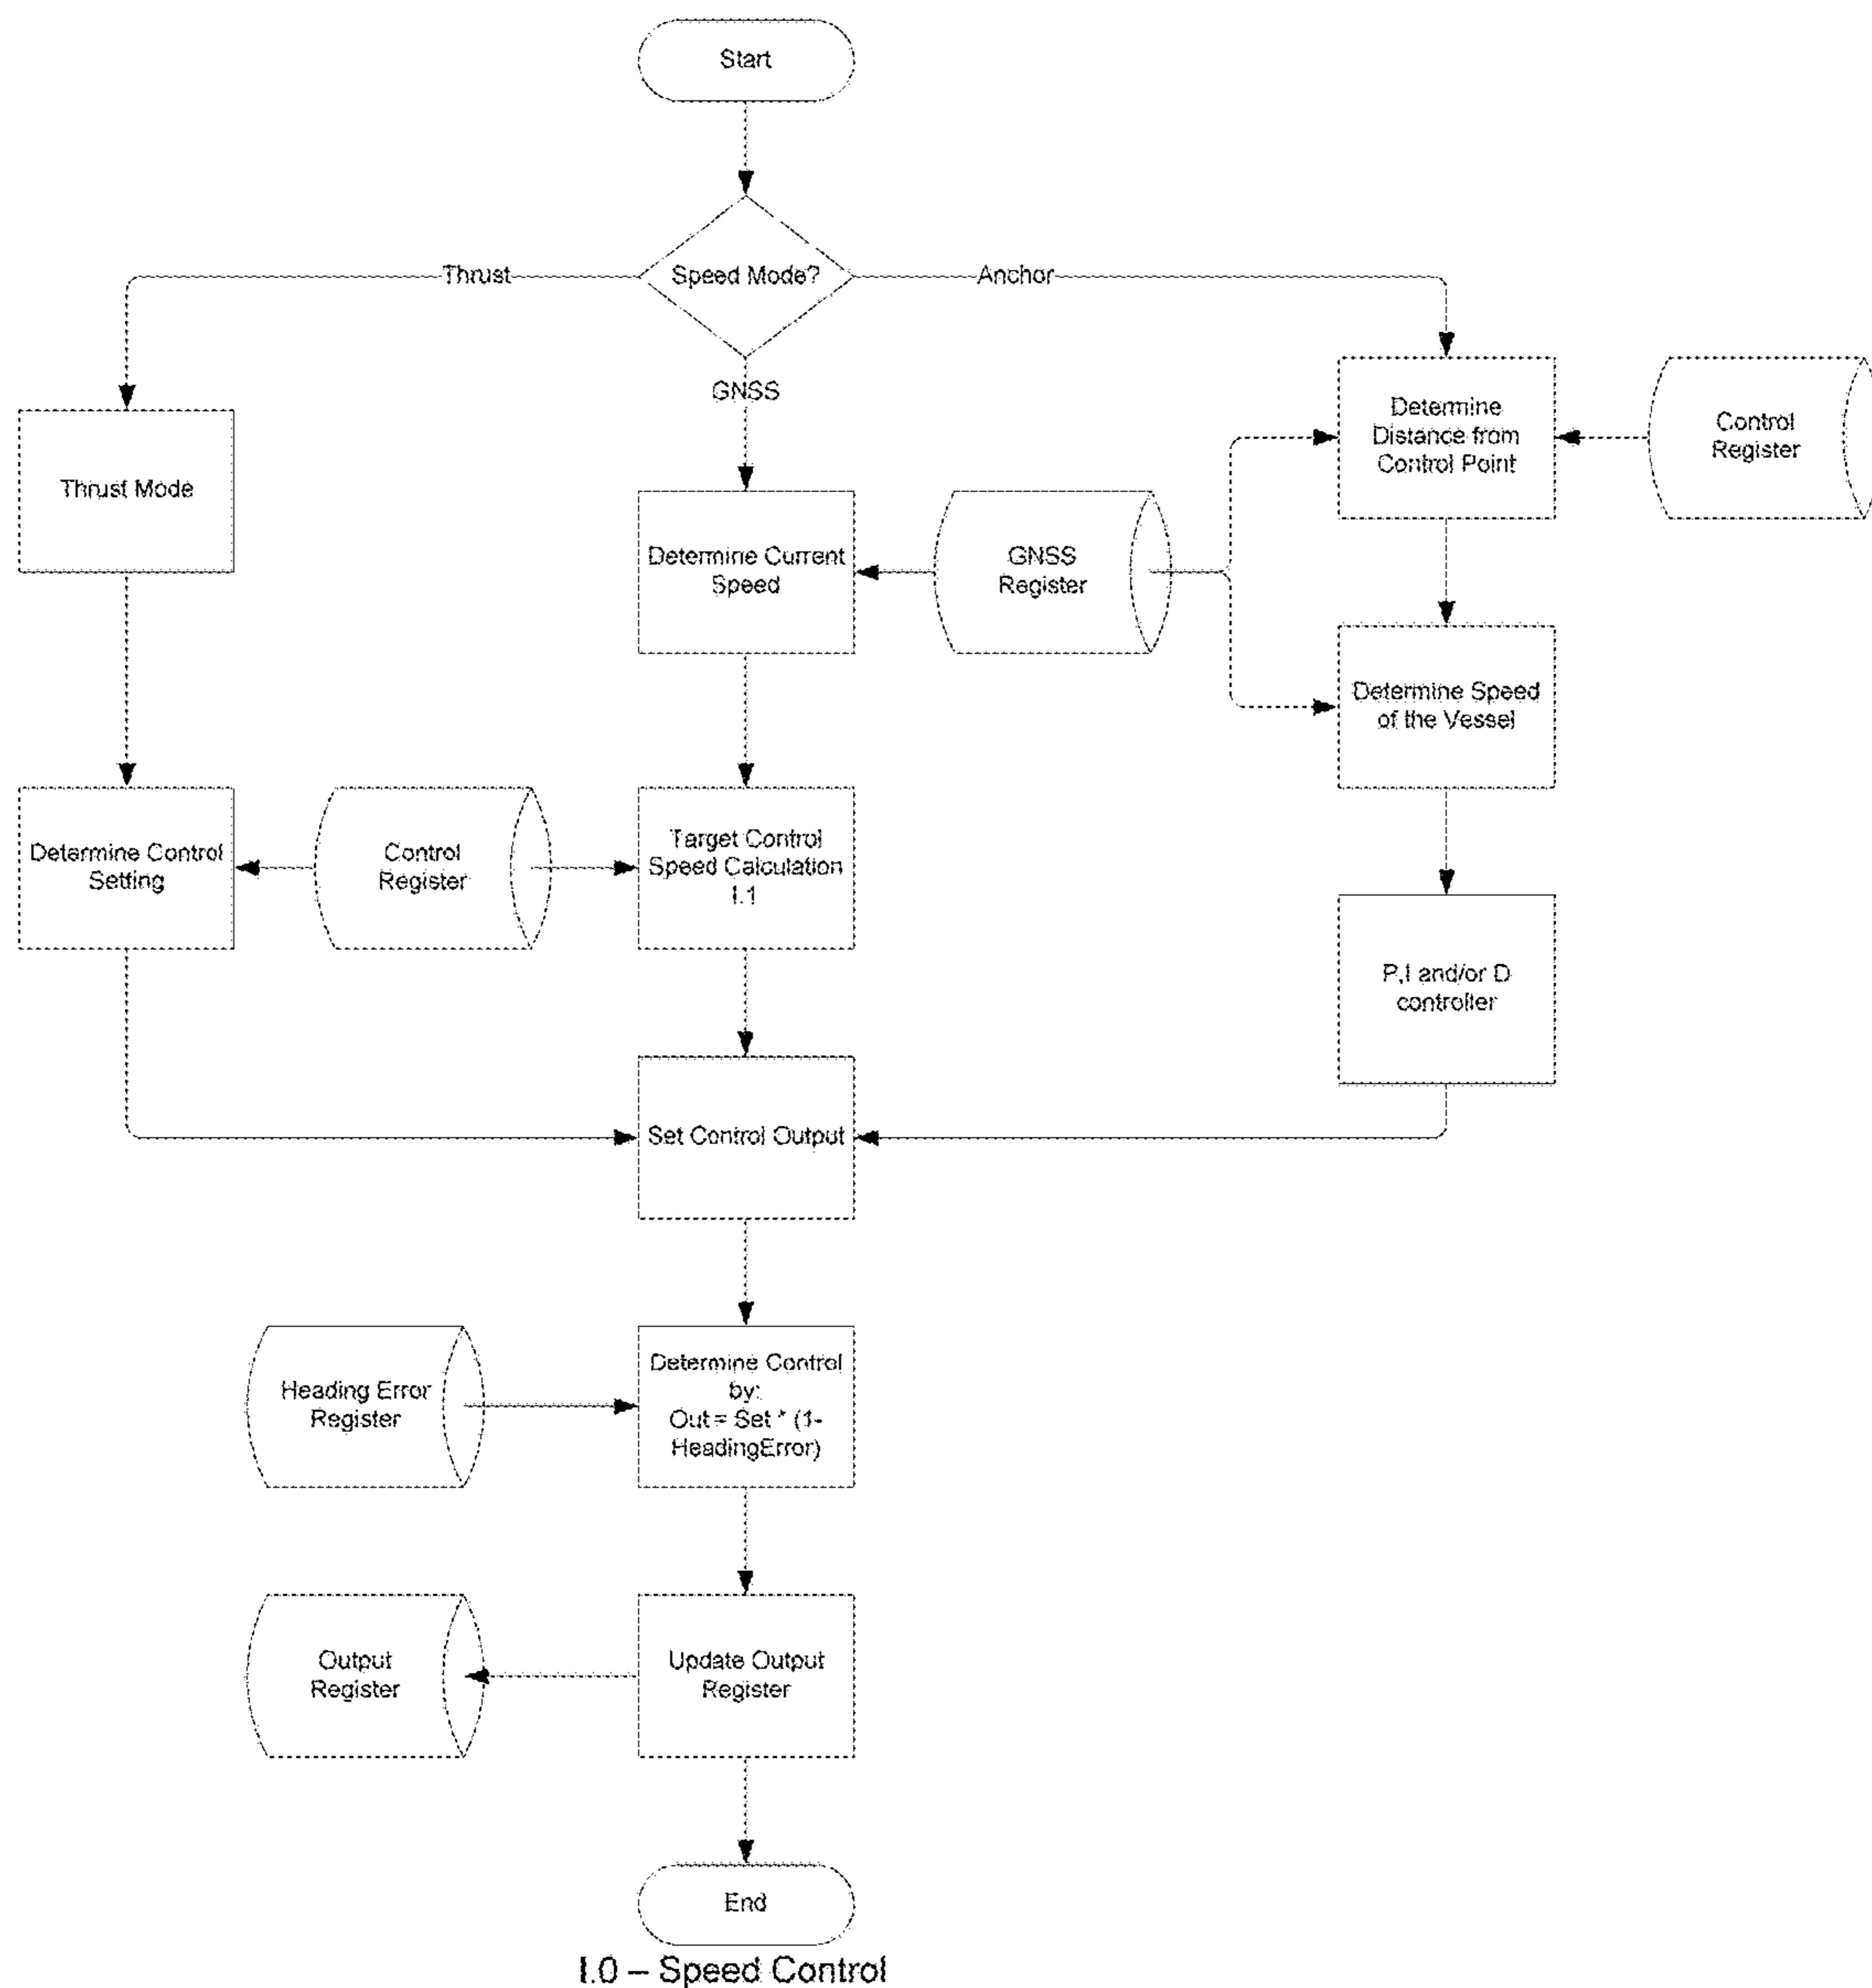 Start
Speed Mode?
Thrust
Anchor
GNSS
Thrust Mode
Determine
Distance from
Control Point
Control
Register
Determine Current
Speed
GNSS
Register
Determine Speed
of the Vessel
Determine Control
Setting
Control
Register
Target Control
Speed Calculation
I.1
P,I and/or D
controller
Set Control Output
Heading Error
Register
Determine Control
by:
Out = Set * (1-
HeadingError)
Output
Register
Update Output
Register
End
I.0 – Speed Control